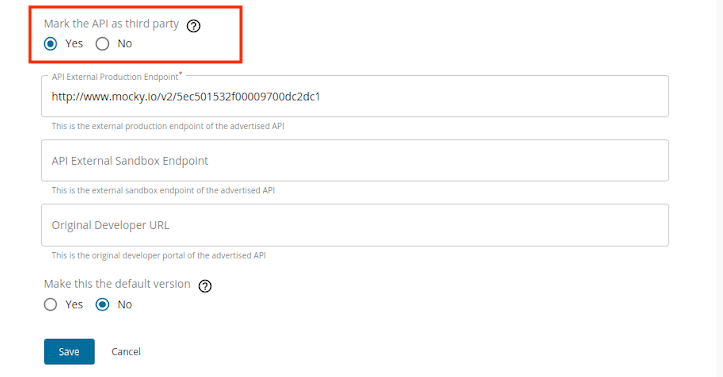 Mark the API as third party ?
Yes No
API External Production Endpoint*
http://www.mocky.io/v2/5ec501532f00009700dc2dc1
This is the external production endpoint of the advertised API
API External Sandbox Endpoint
This is the external sandbox endpoint of the advertised API
Original Developer URL
This is the original developer portal of the advertised API
Make this the default version ?
Yes No
Save Cancel